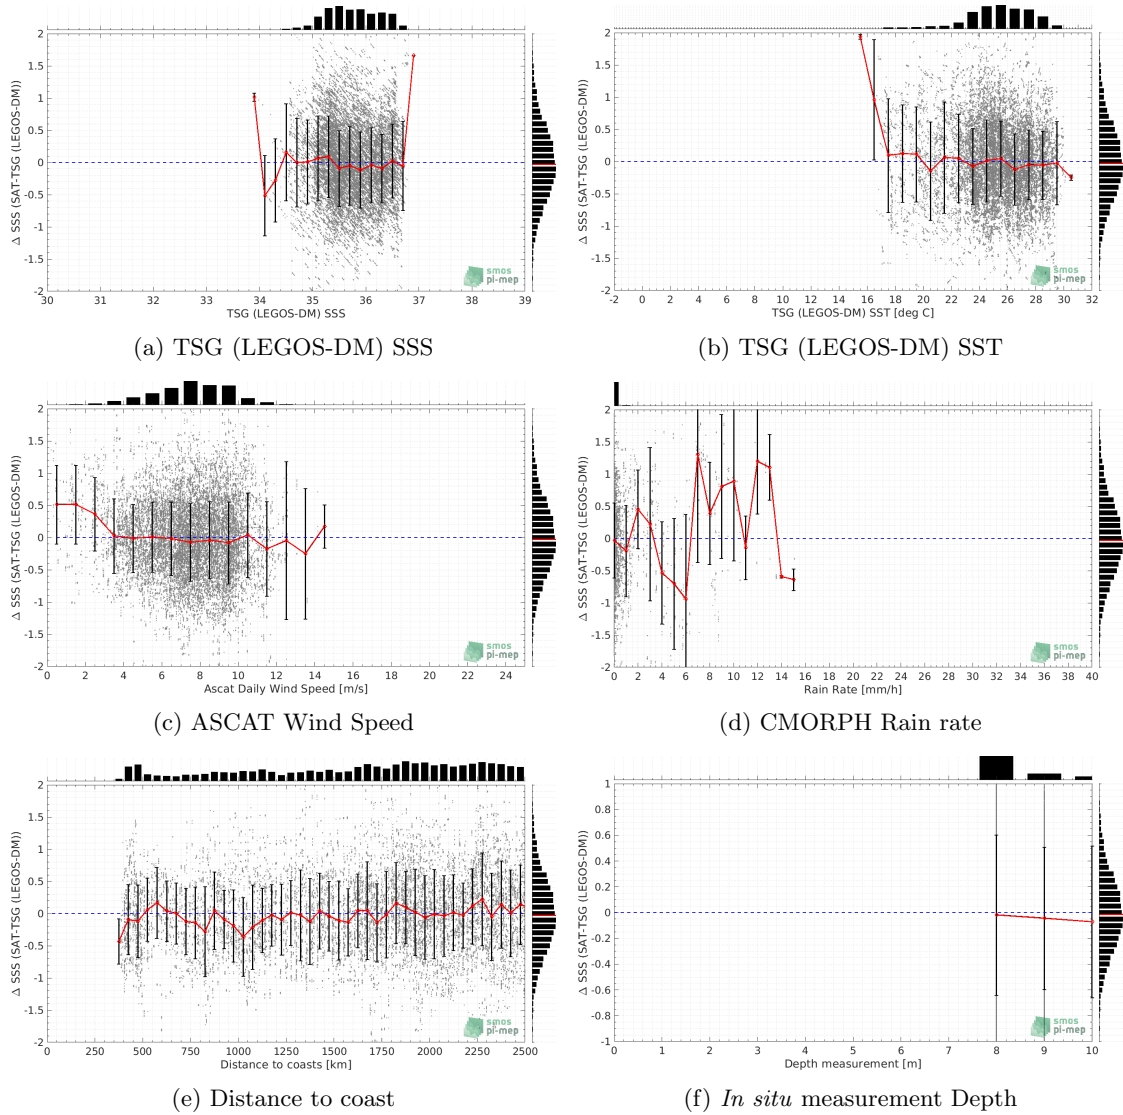 2
1.5
1
0.5
0
-0.5
-1
-1.5
-2
Δ SSS (SAT-TSG (LEGOS-DM))
30 31 32 33 34 35 36 37 38 39
TSG (LEGOS-DM) SSS
smos
pi-mep
(a) TSG (LEGOS-DM) SSS
2
1.5
1
0.5
0
-0.5
-1
-1.5
-2
Δ SSS (SAT-TSG (LEGOS-DM))
-2 0 2 4 6 8 10 12 14 16 18 20 22 24 26 28 30 32
TSG (LEGOS-DM) SST [deg C]
smos
pi-mep
(b) TSG (LEGOS-DM) SST
2
1.5
1
0.5
0
-0.5
-1
-1.5
-2
Δ SSS (SAT-TSG (LEGOS-DM))
0 2 4 6 8 10 12 14 16 18 20 22 24
Ascat Daily Wind Speed [m/s]
smos
pi-mep
(c) ASCAT Wind Speed
2
1.5
1
0.5
0
-0.5
-1
-1.5
-2
Δ SSS (SAT-TSG (LEGOS-DM))
0 2 4 6 8 10 12 14 16 18 20 22 24 26 28 30 32 34 36 38 40
Rain Rate [mm/h]
smos
pi-mep
(d) CMORPH Rain rate
2
1.5
1
0.5
0
-0.5
-1
-1.5
-2
Δ SSS (SAT-TSG (LEGOS-DM))
0 250 500 750 1000 1250 1500 1750 2000 2250 2500
Distance to coasts [km]
smos
pi-mep
(e) Distance to coast
1
0.8
0.6
0.4
0.2
0
-0.2
-0.4
-0.6
-0.8
-1
Δ SSS (SAT-TSG (LEGOS-DM))
0 1 2 3 4 5 6 7 8 9 10
Depth measurement [m]
smos
pi-mep
(f) In situ measurement Depth